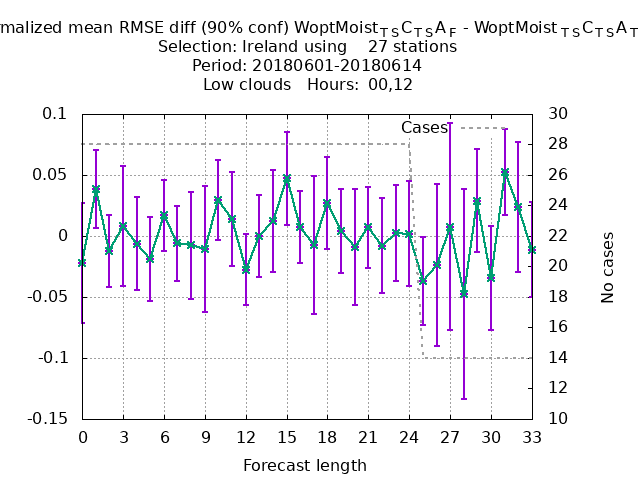 rmalized mean RMSE diff (90% conf) WoptMoist_TSC_TSA_F - WoptMoist_TSC_TSA_T
Selection: Ireland using 27 stations
Period: 20180601-20180614
Low clouds Hours: 00,12
Cases
0.1
0.05
0
-0.05
-0.1
-0.15
30
28
26
24
22
20
18
16
14
12
10
No cases
0 3 6 9 12 15 18 21 24 27 30 33
Forecast length